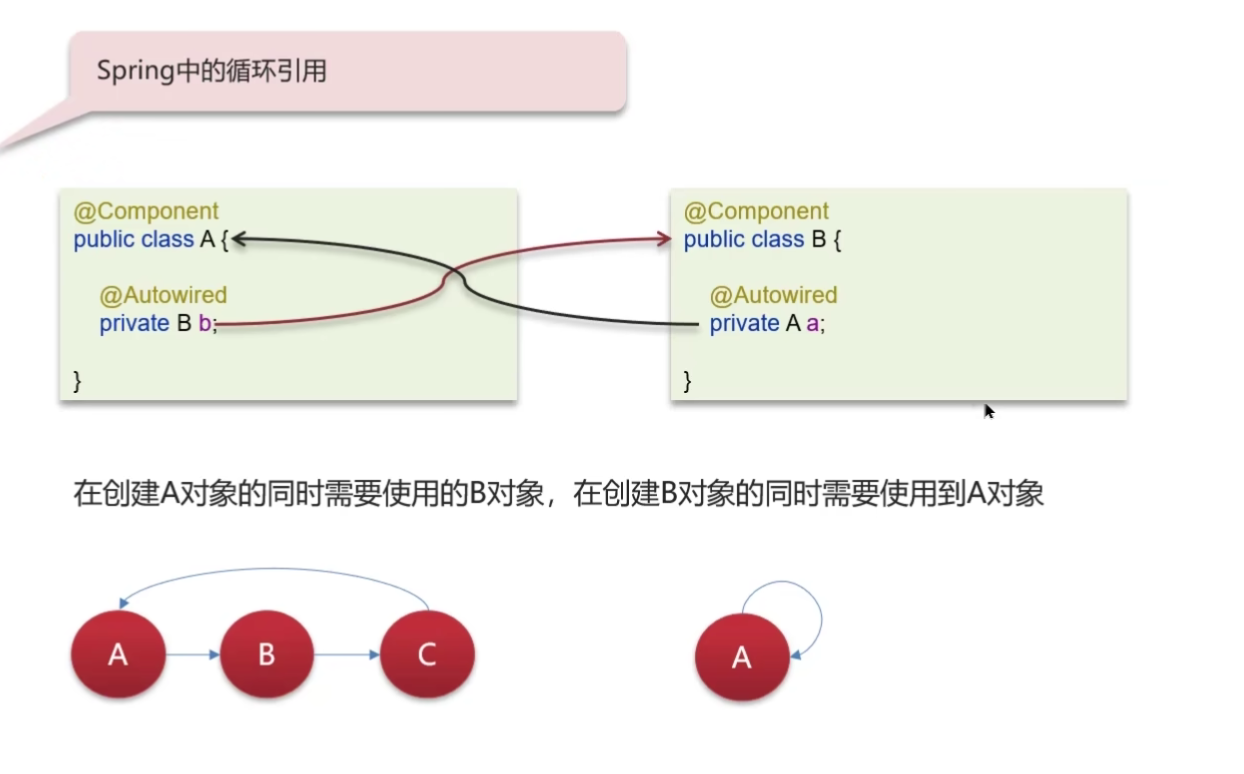 Spring中的循环引用
@Component
public class A {
@Autowired
private B b;
}
@Component
public class B {
@Autowired
private A a;
}
在创建A对象的同时需要使用的B对象，在创建B对象的同时需要使用到A对象
A
B
C
A